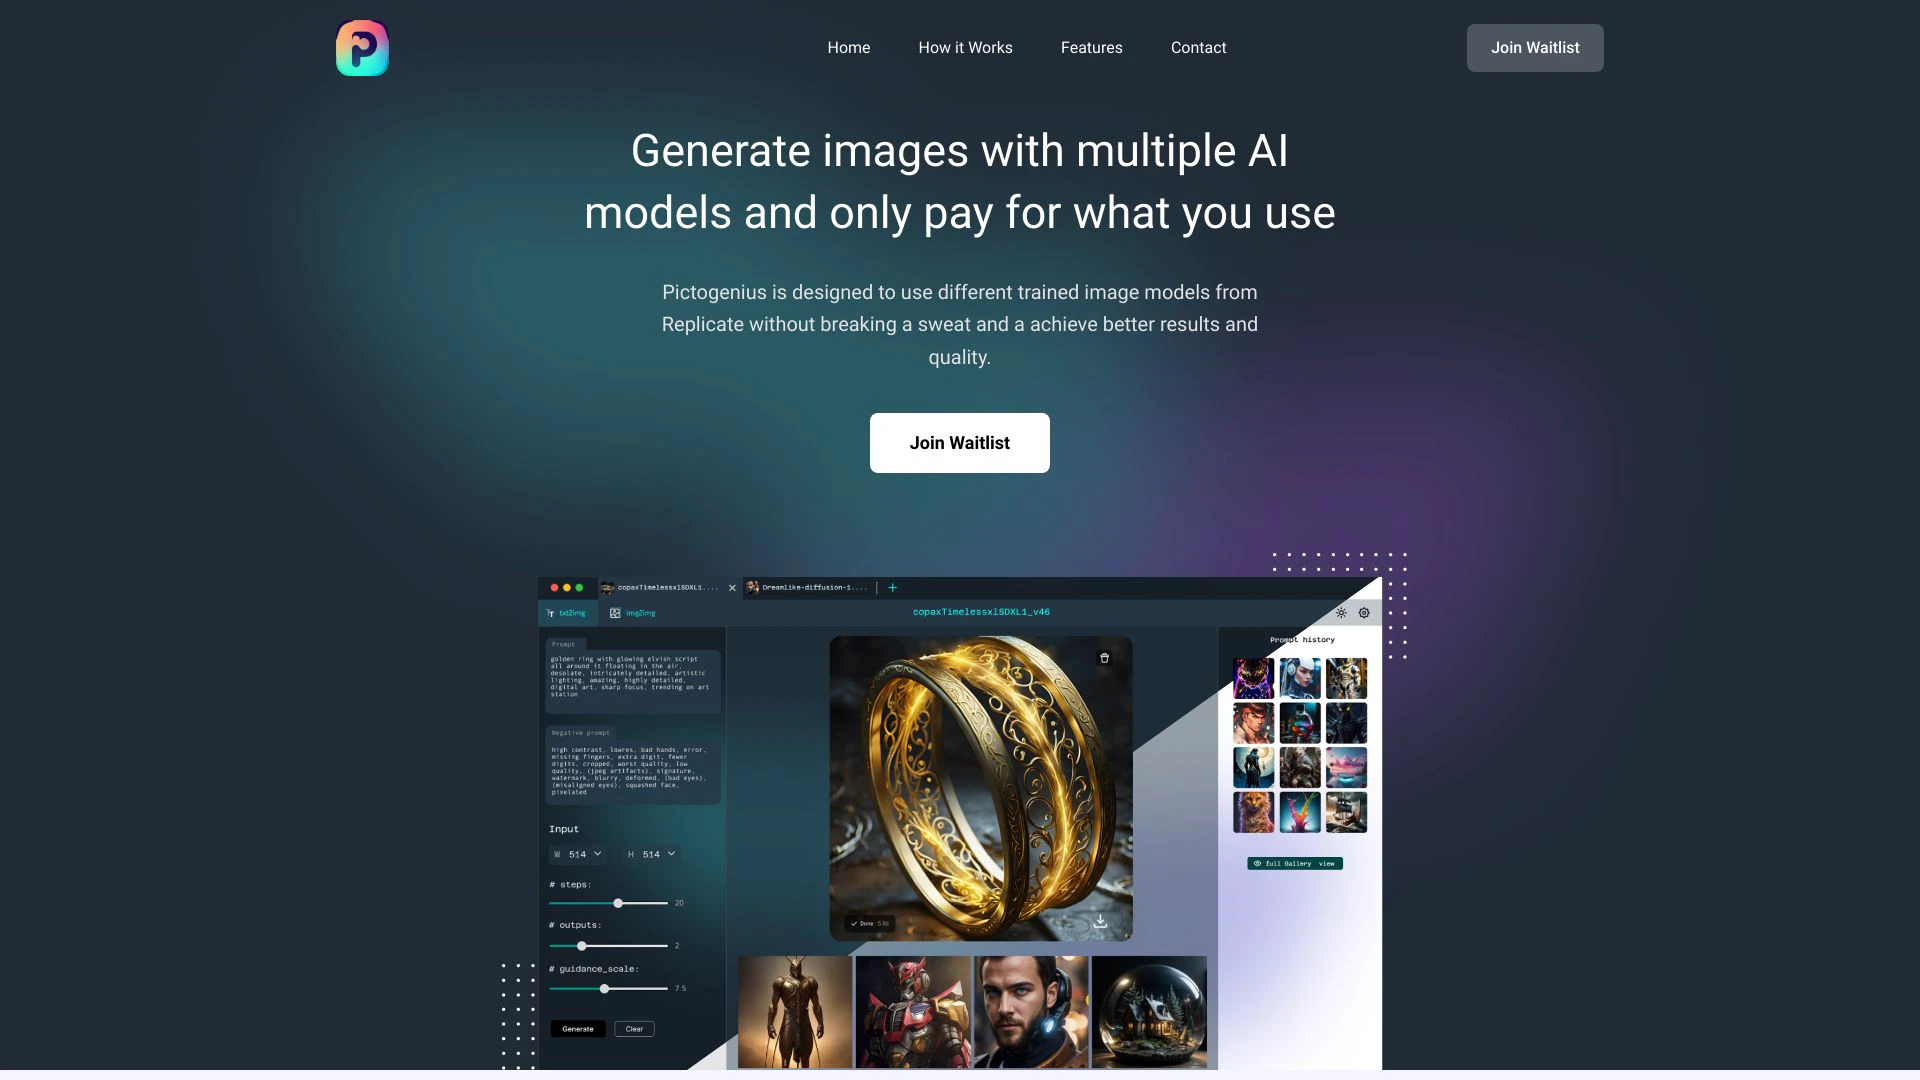 Home
How it Works
Features
Contact
Join Waitlist
Generate images with multiple AI
models and only pay for what you use
Pictogenius is designed to use different trained image models from
Replicate without breaking a sweat and a achieve better results and
quality.
Join Waitlist
copaxTimelessxlSDXL1....
Dreamlike-diffusion-1....
txt2img
img2img
copaxTimelessxlSDXL1_v46
Prompt
golden ring with glowing elvish script
all around it floating in the air,
desolate, intricately detailed, artistic
lighting, amazing, highly detailed,
digital art, sharp focus, trending on art
station
Negative prompt
high contrast, lowres, bad hands, error,
missing fingers, extra digit, fewer
digits, cropped, worst quality, low
quality, (jpeg artifacts), signature,
watermark, blurry, deformed, (bad eyes),
(misaligned eyes), squashed face,
pixelated
Input
W 514
H 514
# steps:
20
# outputs:
2
# guidance_scale:
7.5
Generate
Clear
Done 5.8s
Prompt history
full Gallery view